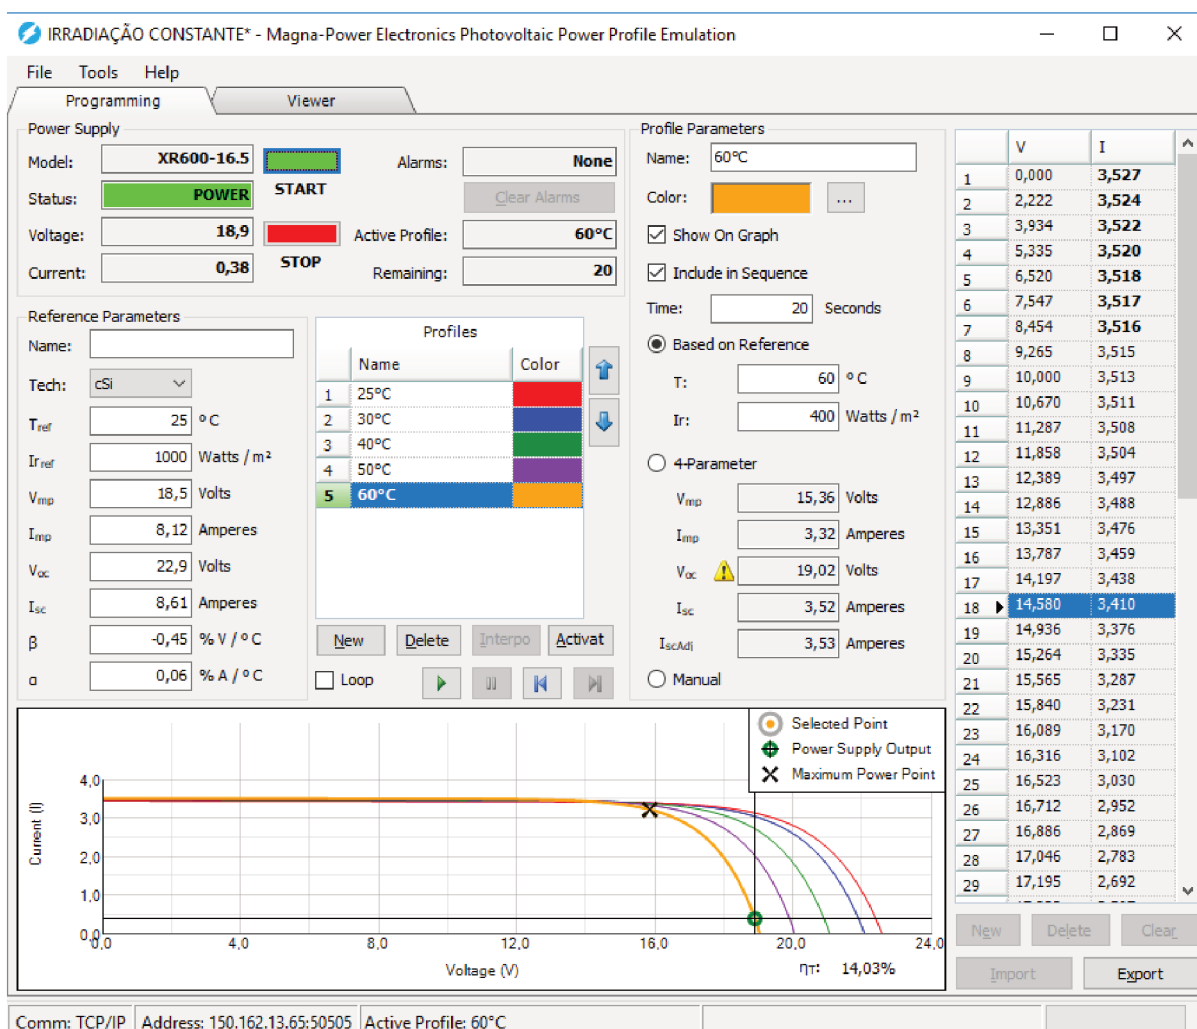 IRRADIAÇÃO CONSTANTE* - Magna-Power Electronics Photovoltaic Power Profile Emulation
File Tools Help
Programming Viewer
Power Supply
Model: XR600-16.5
START
Status: POWER
Voltage: 18,9
STOP
Current: 0,38
Alarms: None
Clear Alarms
Active Profile: 60°C
Remaining: 20
Reference Parameters
Name:
Tech: cSi
Tref 25 °C
Irref 1000 Watts / m²
Vmp 18,5 Volts
Imp 8,12 Amperes
Voc 22,9 Volts
Isc 8,61 Amperes
β -0,45 % V / °C
α 0,06 % A / °C
Profiles
Name Color
1 25°C
2 30°C
3 40°C
4 50°C
5 60°C
New Delete Interpo Activat
Loop
Profile Parameters
Name: 60°C
Color: ...
Show On Graph
Include in Sequence
Time: 20 Seconds
Based on Reference
T: 60 °C
Ir: 400 Watts / m²
4-Parameter
Vmp 15,36 Volts
Imp 3,32 Amperes
Voc 19,02 Volts
Isc 3,52 Amperes
IscAdj 3,53 Amperes
Manual
V I
1 0,000 3,527
2 2,222 3,524
3 3,934 3,522
4 5,335 3,520
5 6,520 3,518
6 7,547 3,517
7 8,454 3,516
8 9,265 3,515
9 10,000 3,513
10 10,670 3,511
11 11,287 3,508
12 11,858 3,504
13 12,389 3,497
14 12,886 3,488
15 13,351 3,476
16 13,787 3,459
17 14,197 3,438
18 14,580 3,410
19 14,936 3,376
20 15,264 3,335
21 15,565 3,287
22 15,840 3,231
23 16,089 3,170
24 16,316 3,102
25 16,523 3,030
26 16,712 2,952
27 16,886 2,869
28 17,046 2,783
29 17,195 2,692
New Delete Clear
Import Export
Selected Point
Power Supply Output
Maximum Power Point
Current (I)
4,0
3,0
2,0
1,0
0,0
0,0 4,0 8,0 12,0 16,0 20,0 24,0
Voltage (V)
ηT: 14,03%
Comm: TCP/IP Address: 150.162.13.65:50505 Active Profile: 60°C